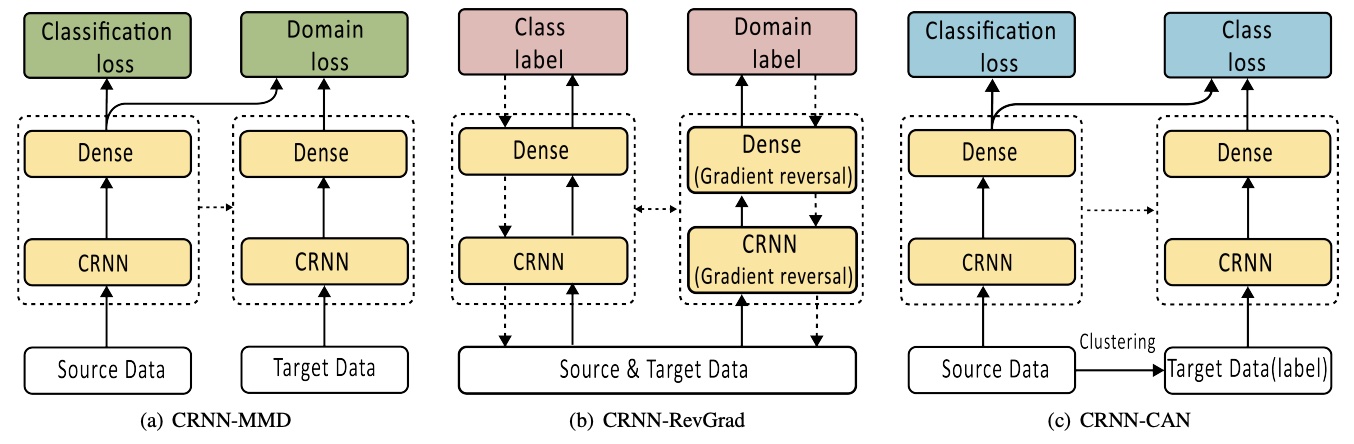 Classification
loss
Domain
loss
Dense
Dense
CRNN
CRNN
Source Data
Target Data
(a) CRNN-MMD
Class
label
Domain
label
Dense
Dense
(Gradient reversal)
CRNN
CRNN
(Gradient reversal)
Source & Target Data
(b) CRNN-RevGrad
Classification
loss
Class
loss
Dense
Dense
CRNN
CRNN
Clustering
Source Data
Target Data(label)
(c) CRNN-CAN